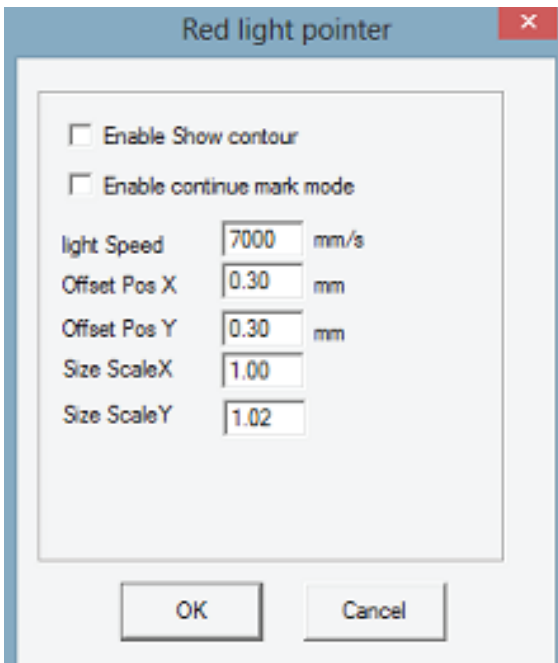 Red light pointer
Enable Show contour
Enable continue mark mode
light Speed 7000 mm/s
Offset Pos X 0.30 mm
Offset Pos Y 0.30 mm
Size ScaleX 1.00
Size ScaleY 1.02
OK Cancel